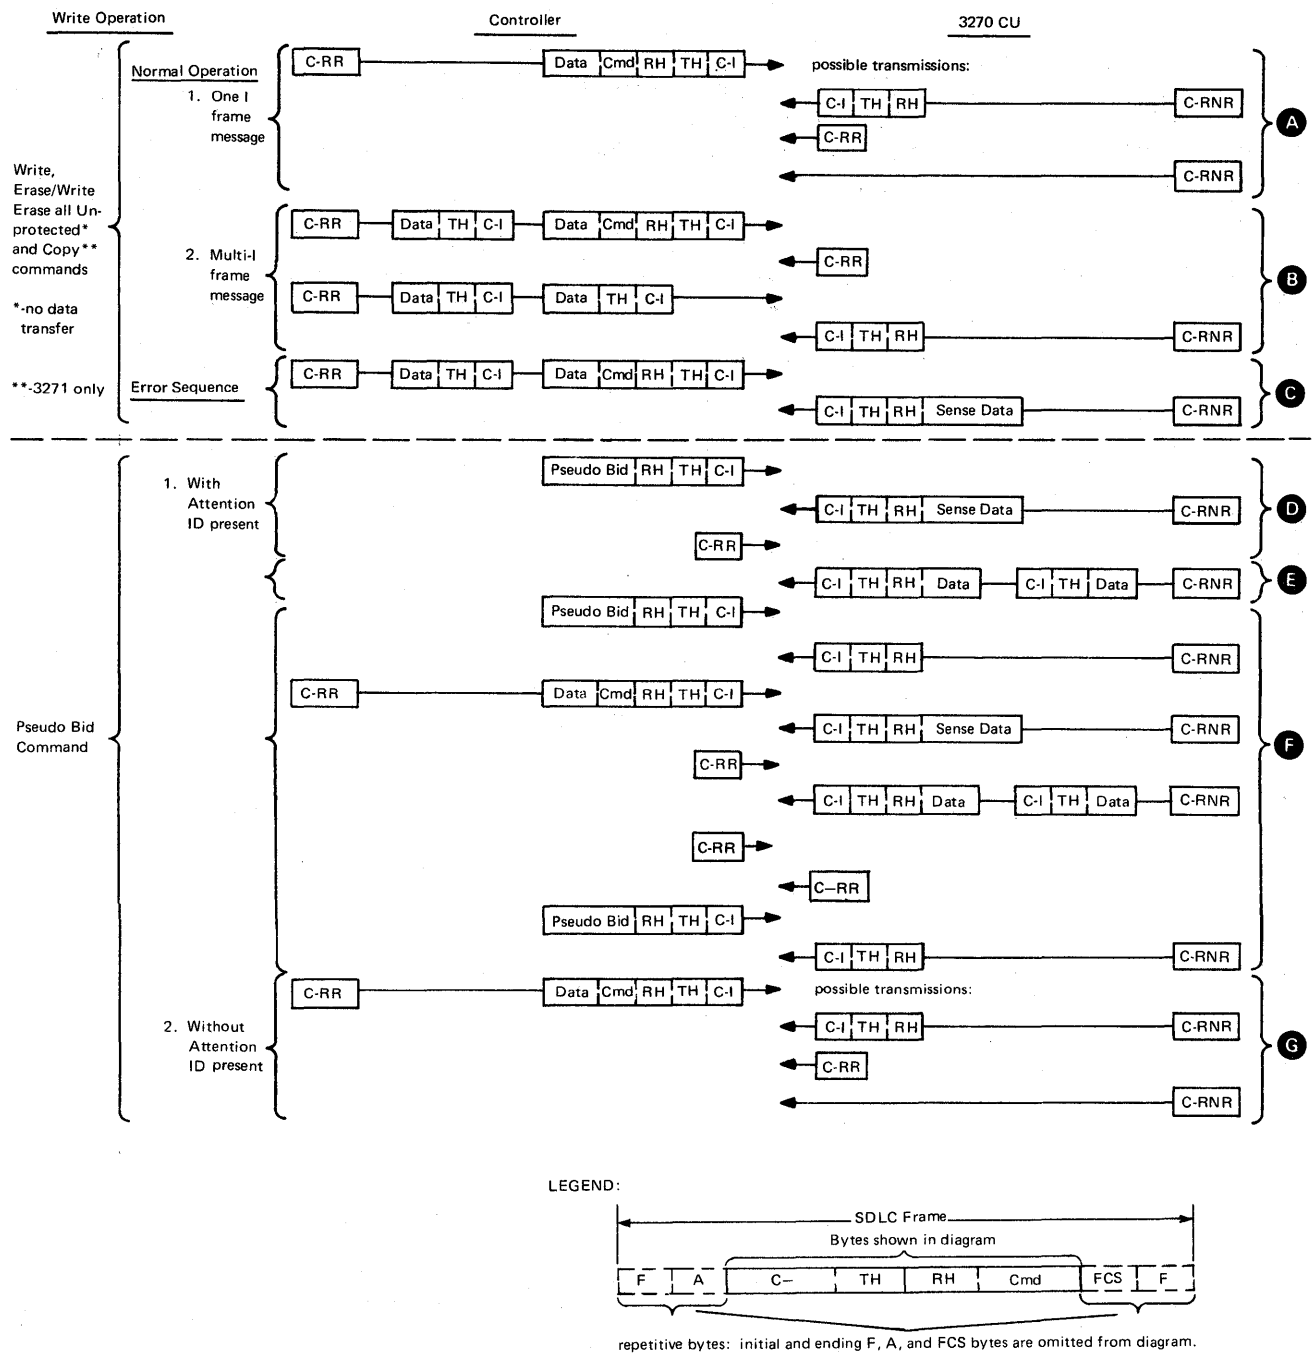 Write Operation
Controller
3270 CU
Normal Operation
1. One I
frame
message
C-RR
Data Cmd RH TH C-I
possible transmissions:
C-I TH RH
C-RNR
C-RR
C-RNR
A
Write,
Erase/Write
Erase all Un-
protected*
and Copy**
commands
*-no data
transfer
**-3271 only
2. Multi-I
frame
message
C-RR
Data TH C-I
Data Cmd RH TH C-I
C-RR
C-RR
Data TH C-I
Data TH C-I
C-I TH RH
C-RNR
B
Error Sequence
C-RR
Data TH C-I
Data Cmd RH TH C-I
C-I TH RH Sense Data
C-RNR
C
Pseudo Bid
Command
1. With
Attention
ID present
Pseudo Bid RH TH C-I
C-I TH RH Sense Data
C-RNR
C-RR
D
C-I TH RH Data
C-I TH Data
C-RNR
E
Pseudo Bid RH TH C-I
C-I TH RH
C-RNR
C-RR
Data Cmd RH TH C-I
C-I TH RH Sense Data
C-RNR
C-RR
C-I TH RH Data
C-I TH Data
C-RNR
C-RR
C–RR
Pseudo Bid RH TH C-I
C-I TH RH
C-RNR
F
2. Without
Attention
ID present
C-RR
Data Cmd RH TH C-I
possible transmissions:
C-I TH RH
C-RNR
C-RR
C-RNR
G
LEGEND:
SDLC Frame
Bytes shown in diagram
F A C– TH RH Cmd FCS F
repetitive bytes: initial and ending F, A, and FCS bytes are omitted from diagram.